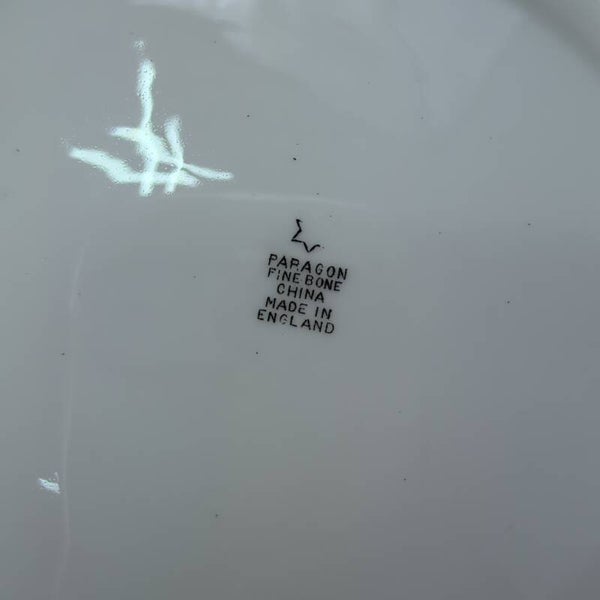 PARAGON
FINE BONE
CHINA
MADE IN
ENGLAND